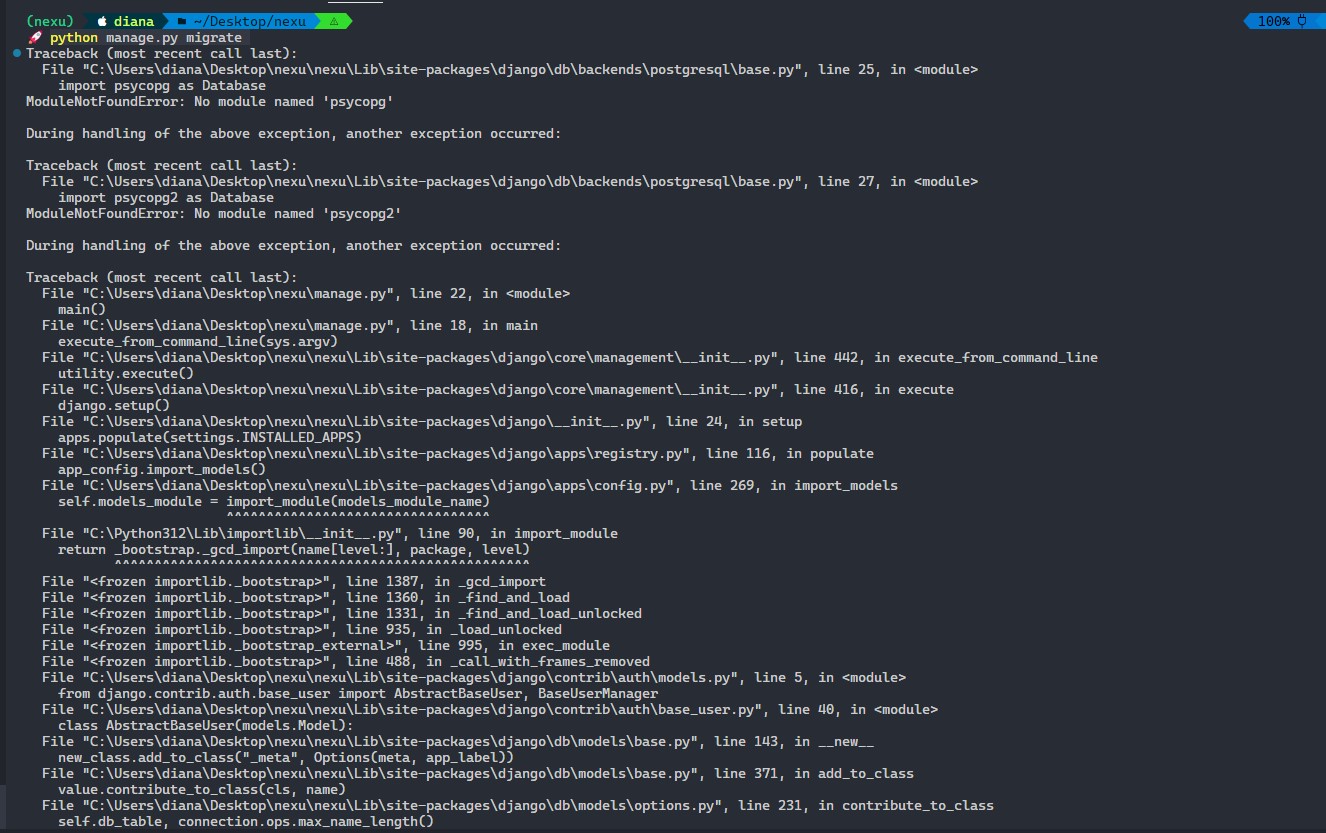 (nexu) diana ~/Desktop/nexu 100%
python manage.py migrate
Traceback (most recent call last):
  File "C:\Users\diana\Desktop\nexu\nexu\Lib\site-packages\django\db\backends\postgresql\base.py", line 25, in <module>
    import psycopg as Database
ModuleNotFoundError: No module named 'psycopg'

During handling of the above exception, another exception occurred:

Traceback (most recent call last):
  File "C:\Users\diana\Desktop\nexu\nexu\Lib\site-packages\django\db\backends\postgresql\base.py", line 27, in <module>
    import psycopg2 as Database
ModuleNotFoundError: No module named 'psycopg2'

During handling of the above exception, another exception occurred:

Traceback (most recent call last):
  File "C:\Users\diana\Desktop\nexu\manage.py", line 22, in <module>
    main()
  File "C:\Users\diana\Desktop\nexu\manage.py", line 18, in main
    execute_from_command_line(sys.argv)
  File "C:\Users\diana\Desktop\nexu\nexu\Lib\site-packages\django\core\management\__init__.py", line 442, in execute_from_command_line
    utility.execute()
  File "C:\Users\diana\Desktop\nexu\nexu\Lib\site-packages\django\core\management\__init__.py", line 416, in execute
    django.setup()
  File "C:\Users\diana\Desktop\nexu\nexu\Lib\site-packages\django\__init__.py", line 24, in setup
    apps.populate(settings.INSTALLED_APPS)
  File "C:\Users\diana\Desktop\nexu\nexu\Lib\site-packages\django\apps\registry.py", line 116, in populate
    app_config.import_models()
  File "C:\Users\diana\Desktop\nexu\nexu\Lib\site-packages\django\apps\config.py", line 269, in import_models
    self.models_module = import_module(models_module_name)
                         ^^^^^^^^^^^^^^^^^^^^^^^^^^^^^^^^^
  File "C:\Python312\Lib\importlib\__init__.py", line 90, in import_module
    return _bootstrap._gcd_import(name[level:], package, level)
           ^^^^^^^^^^^^^^^^^^^^^^^^^^^^^^^^^^^^^^^^^^^^^^^^^^^^
  File "<frozen importlib._bootstrap>", line 1387, in _gcd_import
  File "<frozen importlib._bootstrap>", line 1360, in _find_and_load
  File "<frozen importlib._bootstrap>", line 1331, in _find_and_load_unlocked
  File "<frozen importlib._bootstrap>", line 935, in _load_unlocked
  File "<frozen importlib._bootstrap_external>", line 995, in exec_module
  File "<frozen importlib._bootstrap>", line 488, in _call_with_frames_removed
  File "C:\Users\diana\Desktop\nexu\nexu\Lib\site-packages\django\contrib\auth\models.py", line 5, in <module>
    from django.contrib.auth.base_user import AbstractBaseUser, BaseUserManager
  File "C:\Users\diana\Desktop\nexu\nexu\Lib\site-packages\django\contrib\auth\base_user.py", line 40, in <module>
    class AbstractBaseUser(models.Model):
  File "C:\Users\diana\Desktop\nexu\nexu\Lib\site-packages\django\db\models\base.py", line 143, in __new__
    new_class.add_to_class("_meta", Options(meta, app_label))
  File "C:\Users\diana\Desktop\nexu\nexu\Lib\site-packages\django\db\models\base.py", line 371, in add_to_class
    value.contribute_to_class(cls, name)
  File "C:\Users\diana\Desktop\nexu\nexu\Lib\site-packages\django\db\models\options.py", line 231, in contribute_to_class
    self.db_table, connection.ops.max_name_length()